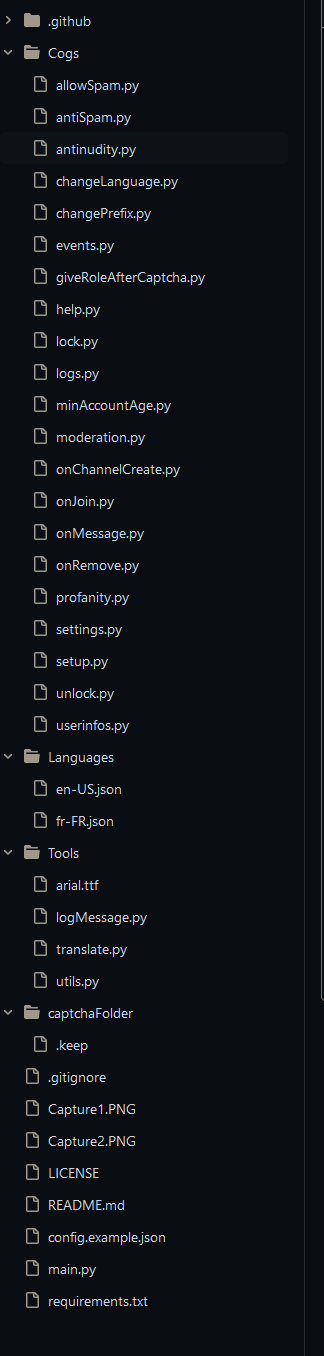 .github
Cogs
allowSpam.py
antiSpam.py
antinudity.py
changeLanguage.py
changePrefix.py
events.py
giveRoleAfterCaptcha.py
help.py
lock.py
logs.py
minAccountAge.py
moderation.py
onChannelCreate.py
onJoin.py
onMessage.py
onRemove.py
profanity.py
settings.py
setup.py
unlock.py
userinfos.py
Languages
en-US.json
fr-FR.json
Tools
arial.ttf
logMessage.py
translate.py
utils.py
captchaFolder
.keep
.gitignore
Capture1.PNG
Capture2.PNG
LICENSE
README.md
config.example.json
main.py
requirements.txt